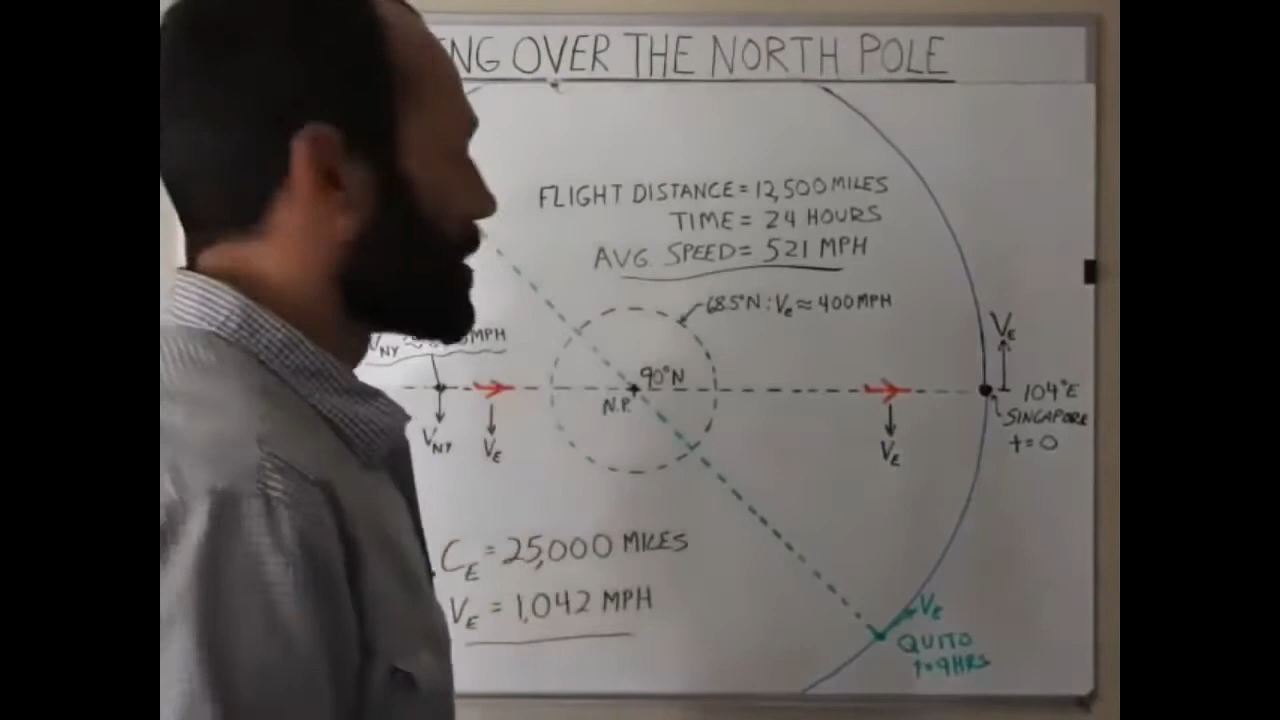 NG OVER THE NORTH POLE
FLIGHT DISTANCE = 12,500 MILES
TIME = 24 HOURS
AVG SPEED = 521 MPH
68.5°N : VE ≈ 400 MPH
VNY ≈ MPH
90°N
N.P.
VE
104°E
SINGAPORE
t=0
VNY
VE
VE
CE = 25,000 MILES
VE = 1,042 MPH
VE
QUITO
t=9HRS